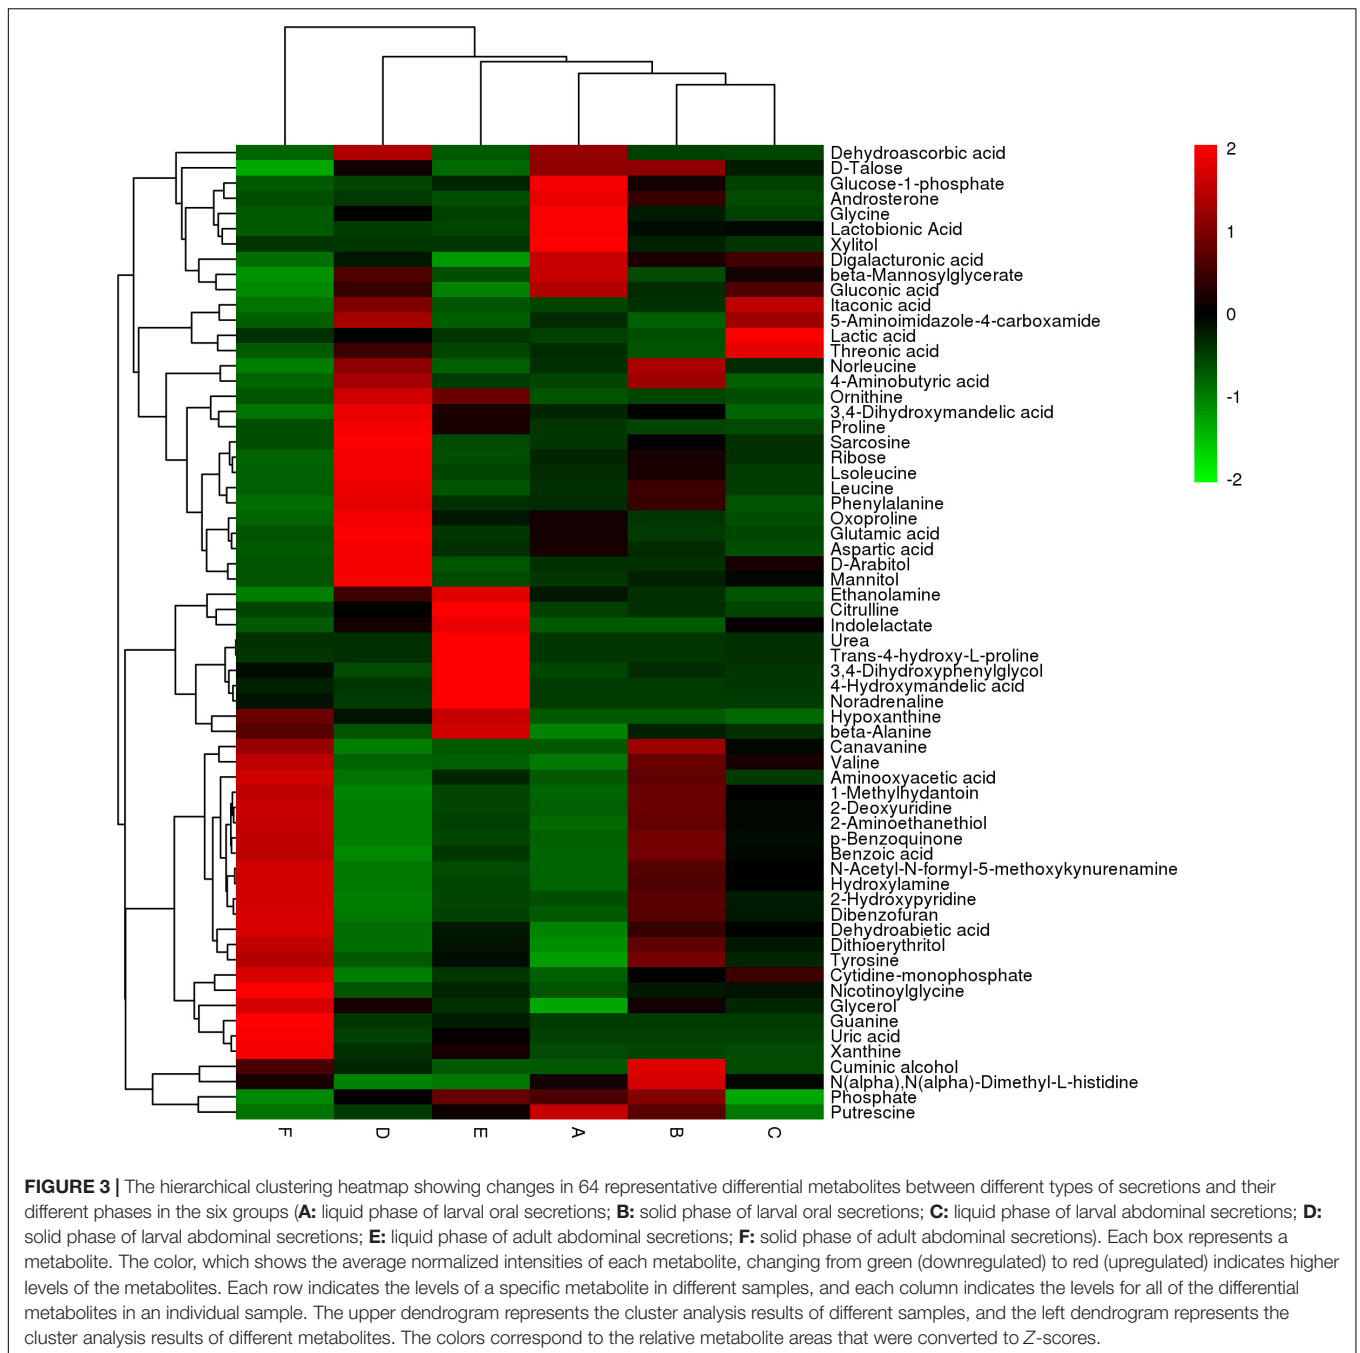 Dehydroascorbic acid
D-Talose
Glucose-1-phosphate
Androsterone
Glycine
Lactobionic Acid
Xylitol
Digalacturonic acid
beta-Mannosylglycerate
Gluconic acid
Itaconic acid
5-Aminoimidazole-4-carboxamide
Lactic acid
Threonic acid
Norleucine
4-Aminobutyric acid
Ornithine
3,4-Dihydroxymandelic acid
Proline
Sarcosine
Ribose
Lsoleucine
Leucine
Phenylalanine
Oxoproline
Glutamic acid
Aspartic acid
D-Arabitol
Mannitol
Ethanolamine
Citrulline
Indolelactate
Urea
Trans-4-hydroxy-L-proline
3,4-Dihydroxyphenylglycol
4-Hydroxymandelic acid
Noradrenaline
Hypoxanthine
beta-Alanine
Canavanine
Valine
Aminooxyacetic acid
1-Methylhydantoin
2-Deoxyuridine
2-Aminoethanethiol
p-Benzoquinone
Benzoic acid
N-Acetyl-N-formyl-5-methoxykynurenamine
Hydroxylamine
2-Hydroxypyridine
Dibenzofuran
Dehydroabietic acid
Dithioerythritol
Tyrosine
Cytidine-monophosphate
Nicotinoylglycine
Glycerol
Guanine
Uric acid
Xanthine
Cuminic alcohol
N(alpha),N(alpha)-Dimethyl-L-histidine
Phosphate
Putrescine
2
1
0
-1
-2
F D E A B C
FIGURE 3 | The hierarchical clustering heatmap showing changes in 64 representative differential metabolites between different types of secretions and their
different phases in the six groups (A: liquid phase of larval oral secretions; B: solid phase of larval oral secretions; C: liquid phase of larval abdominal secretions; D:
solid phase of larval abdominal secretions; E: liquid phase of adult abdominal secretions; F: solid phase of adult abdominal secretions). Each box represents a
metabolite. The color, which shows the average normalized intensities of each metabolite, changing from green (downregulated) to red (upregulated) indicates higher
levels of the metabolites. Each row indicates the levels of a specific metabolite in different samples, and each column indicates the levels for all of the differential
metabolites in an individual sample. The upper dendrogram represents the cluster analysis results of different samples, and the left dendrogram represents the
cluster analysis results of different metabolites. The colors correspond to the relative metabolite areas that were converted to Z-scores.